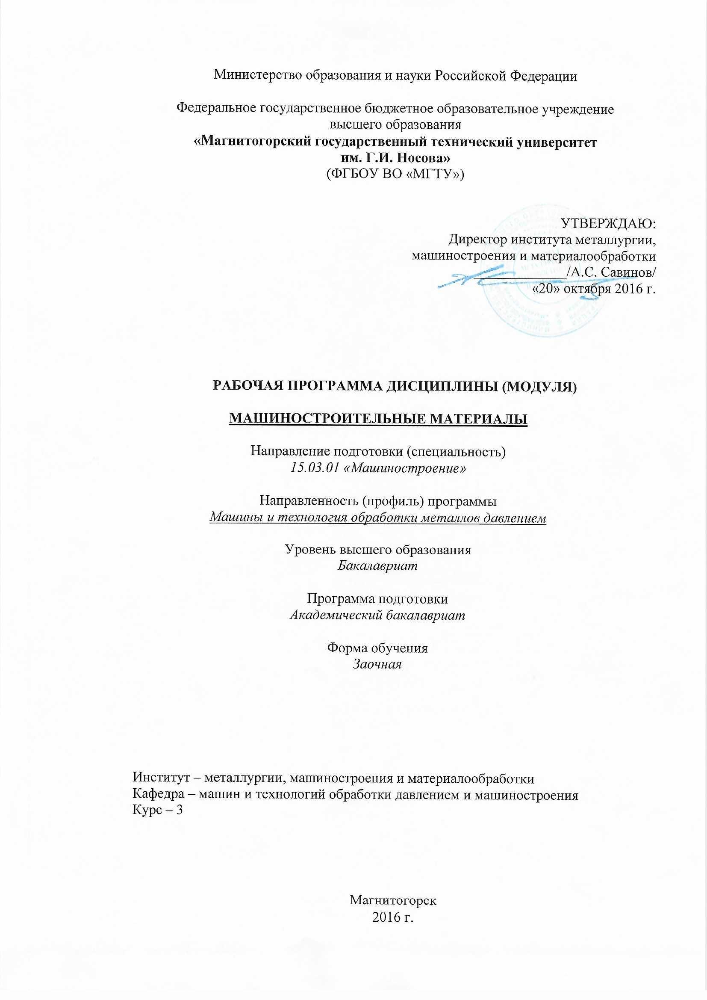 Министерство образования и науки Российской Федерации
Федеральное государственное бюджетное образовательное учреждение
высшего образования
«Магнитогорский государственный технический университет
им. Г.И. Носова»
(ФГБОУ ВО «МГТУ»)
УТВЕРЖДАЮ:
Директор института металлургии,
машиностроения и материалообработки
/А.С. Савинов/
«20» октября 2016 г.
РАБОЧАЯ ПРОГРАММА ДИСЦИПЛИНЫ (МОДУЛЯ)
МАШИНОСТРОИТЕЛЬНЫЕ МАТЕРИАЛЫ
Направление подготовки (специальность)
15.03.01 «Машиностроение»
Направленность (профиль) программы
Машины и технология обработки металлов давлением
Уровень высшего образования
Бакалавриат
Программа подготовки
Академический бакалавриат
Форма обучения
Заочная
Институт – металлургии, машиностроения и материалообработки
Кафедра – машин и технологий обработки давлением и машиностроения
Курс – 3
Магнитогорск
2016 г.